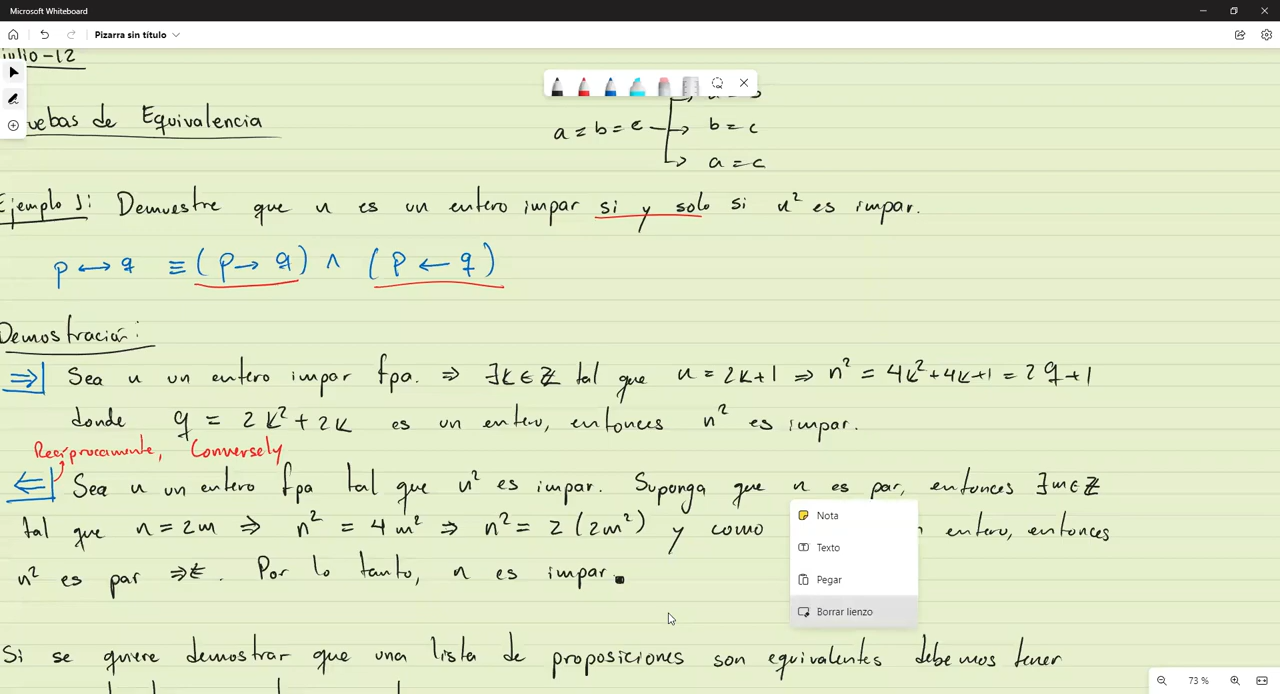 Microsoft Whiteboard
Pizarra sin título
julio-12
uebas de Equivalencia
a = b = c
b = c
a = c
Ejemplo 1: Demuestre que n es un entero impar si y solo si n² es impar.
p ↔ q ≡ (p → q) ∧ (p ← q)
Demostración:
⇒ Sea n un entero impar fpa. ⇒ ∃k∈ℤ tal que n = 2k+1 ⇒ n² = 4k²+4k+1 = 2q+1
donde q = 2k²+2k es un entero, entonces n² es impar.
Recíprocamente, Conversely
⇐ Sea n un entero fpa tal que n² es impar. Suponga que n es par, entonces ∃m∈ℤ
tal que n = 2m ⇒ n² = 4m² ⇒ n² = 2(2m²) y como entero, entonces
n² es par ⇒⇐. Por lo tanto, n es impar.
Nota
Texto
Pegar
Borrar lienzo
Si se quiere demostrar que una lista de proposiciones son equivalentes debemos tener
73 %